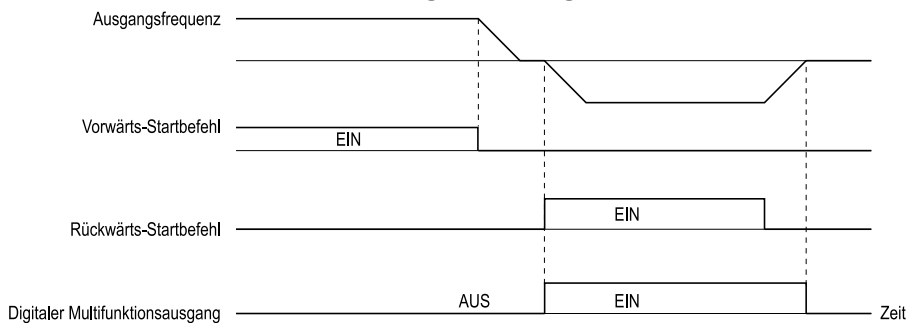 Ausgangsfrequenz
Vorwärts-Startbefehl
EIN
Rückwärts-Startbefehl
EIN
Digitaler Multifunktionsausgang
AUS
EIN
Zeit